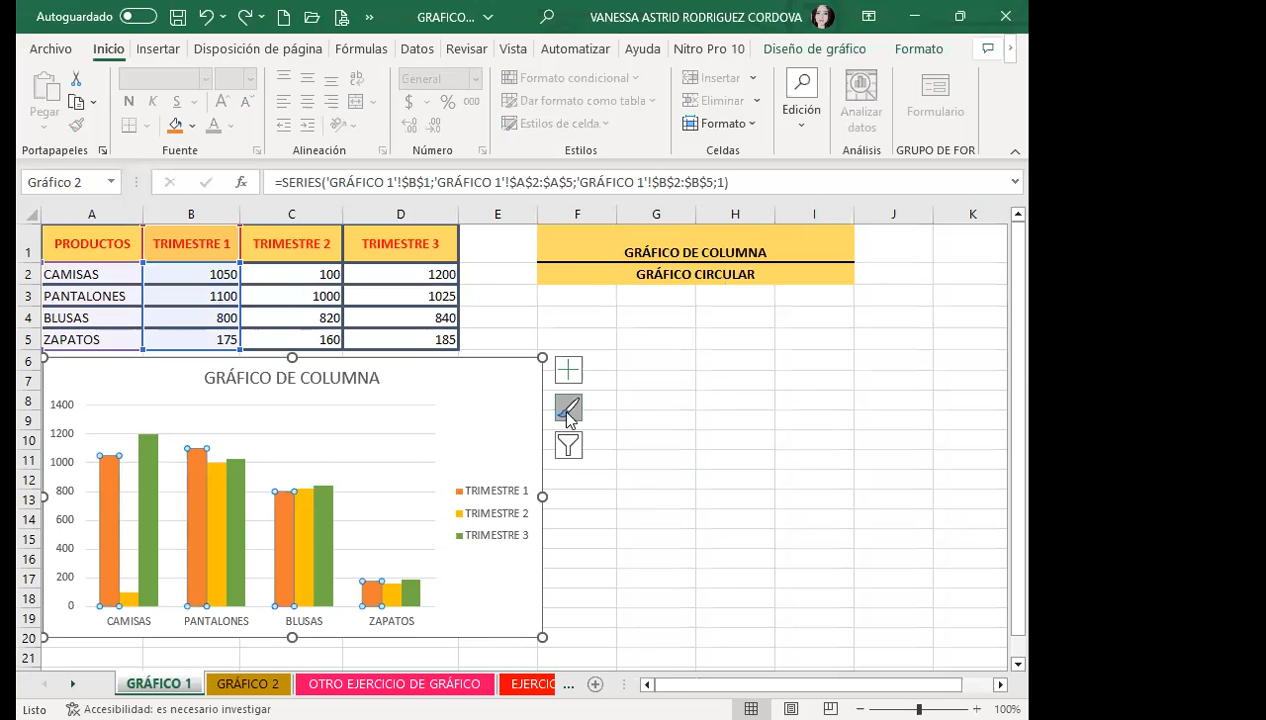 Autoguardado
GRAFICO...
VANESSA ASTRID RODRIGUEZ CORDOVA
Archivo Inicio Insertar Disposición de página Fórmulas Datos Revisar Vista Automatizar Ayuda Nitro Pro 10 Diseño de gráfico Formato
Pegar
N K S
General
$ % 000
Formato condicional
Dar formato como tabla
Estilos de celda
Insertar
Eliminar
Formato
Edición
Analizar
datos
Formulario
Portapapeles Fuente Alineación Número Estilos Celdas Análisis GRUPO DE FOR
Gráfico 2
fx
=SERIES('GRÁFICO 1'!$B$1;'GRÁFICO 1'!$A$2:$A$5;'GRÁFICO 1'!$B$2:$B$5;1)
A B C D E F G H I J K
1 PRODUCTOS TRIMESTRE 1 TRIMESTRE 2 TRIMESTRE 3 GRÁFICO DE COLUMNA
2 CAMISAS 1050 100 1200 GRÁFICO CIRCULAR
3 PANTALONES 1100 1000 1025
4 BLUSAS 800 820 840
5 ZAPATOS 175 160 185
6
7
8
9
10
11
12
13
14
15
16
17
18
19
20
21
GRÁFICO DE COLUMNA
1400
1200
1000
800
600
400
200
0
CAMISAS PANTALONES BLUSAS ZAPATOS
TRIMESTRE 1
TRIMESTRE 2
TRIMESTRE 3
GRÁFICO 1 GRÁFICO 2 OTRO EJERCICIO DE GRÁFICO EJERCIC ...
Listo Accesibilidad: es necesario investigar 100%